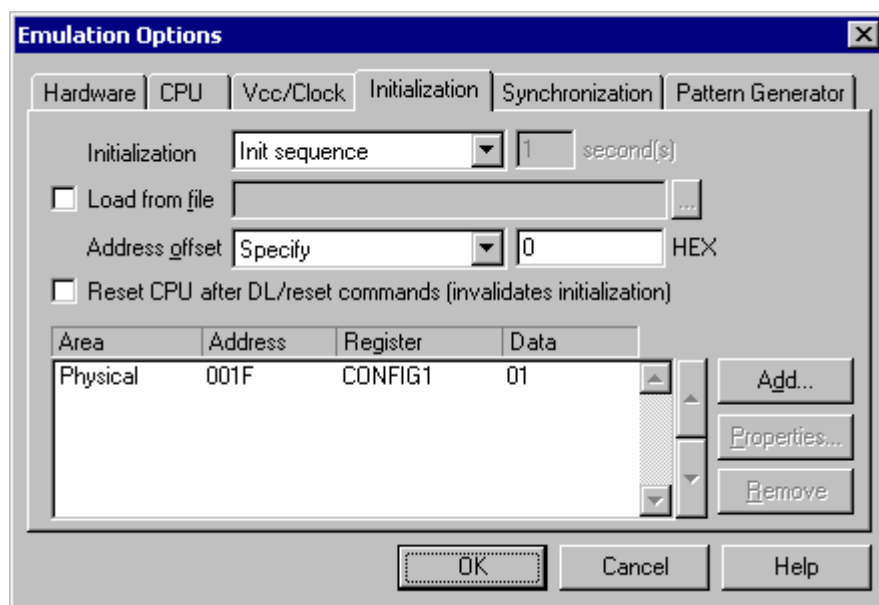 Emulation Options
Hardware CPU Vcc/Clock Initialization Synchronization Pattern Generator
Initialization Init sequence 1 second(s)
Load from file ...
Address offset Specify 0 HEX
Reset CPU after DL/reset commands (invalidates initialization)
Area Address Register Data
Physical 001F CONFIG1 01
Add...
Properties...
Remove
OK Cancel Help